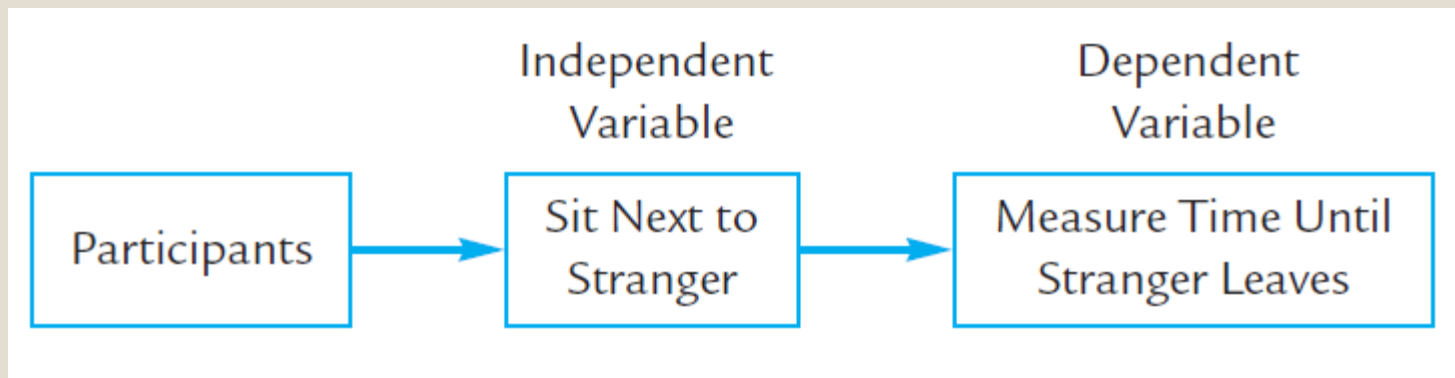 Independent
Variable
Dependent
Variable
Participants
Sit Next to
Stranger
Measure Time Until
Stranger Leaves